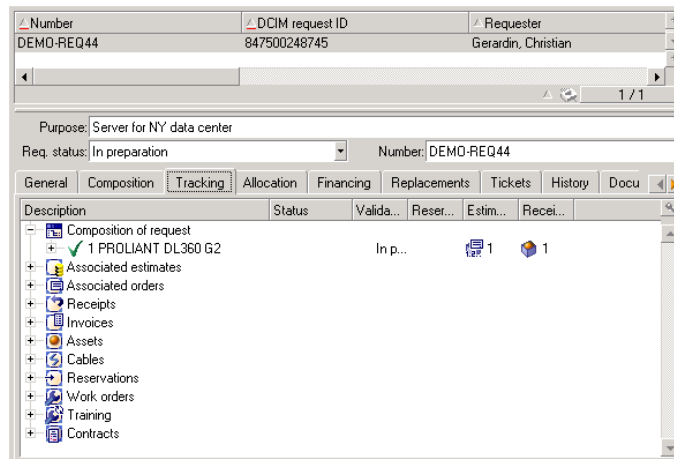 Number DCIM request ID Requester
DEMO-REQ44 847500248745 Gerardin, Christian
1 / 1
Purpose: Server for NY data center
Req. status: In preparation Number: DEMO-REQ44
General Composition Tracking Allocation Financing Replacements Tickets History Docu
Description Status Valida... Reser... Estim... Recei...
Composition of request
1 PROLIANT DL360 G2 In p... 1 1
Associated estimates
Associated orders
Receipts
Invoices
Assets
Cables
Reservations
Work orders
Training
Contracts